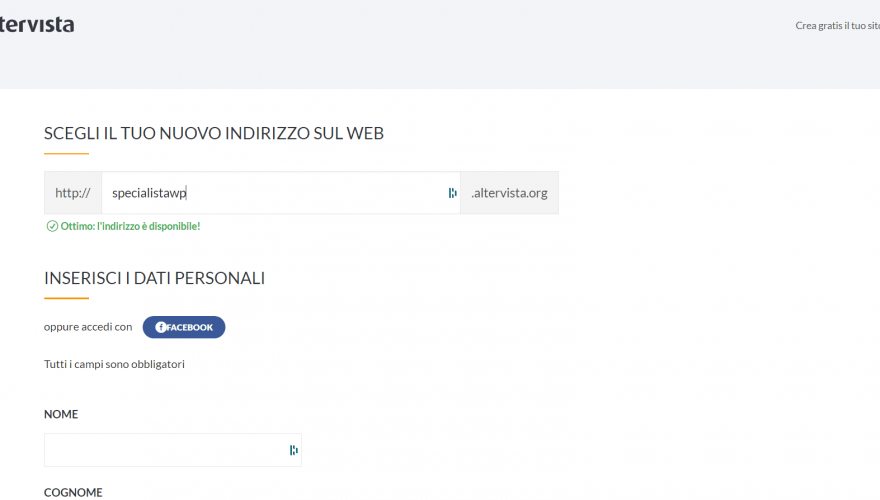 tervista
Crea gratis il tuo sito
SCEGLI IL TUO NUOVO INDIRIZZO SUL WEB
http:// specialistawp .altervista.org
Ottimo: l'indirizzo è disponibile!
INSERISCI I DATI PERSONALI
oppure accedi con FACEBOOK
Tutti i campi sono obbligatori
NOME
COGNOME